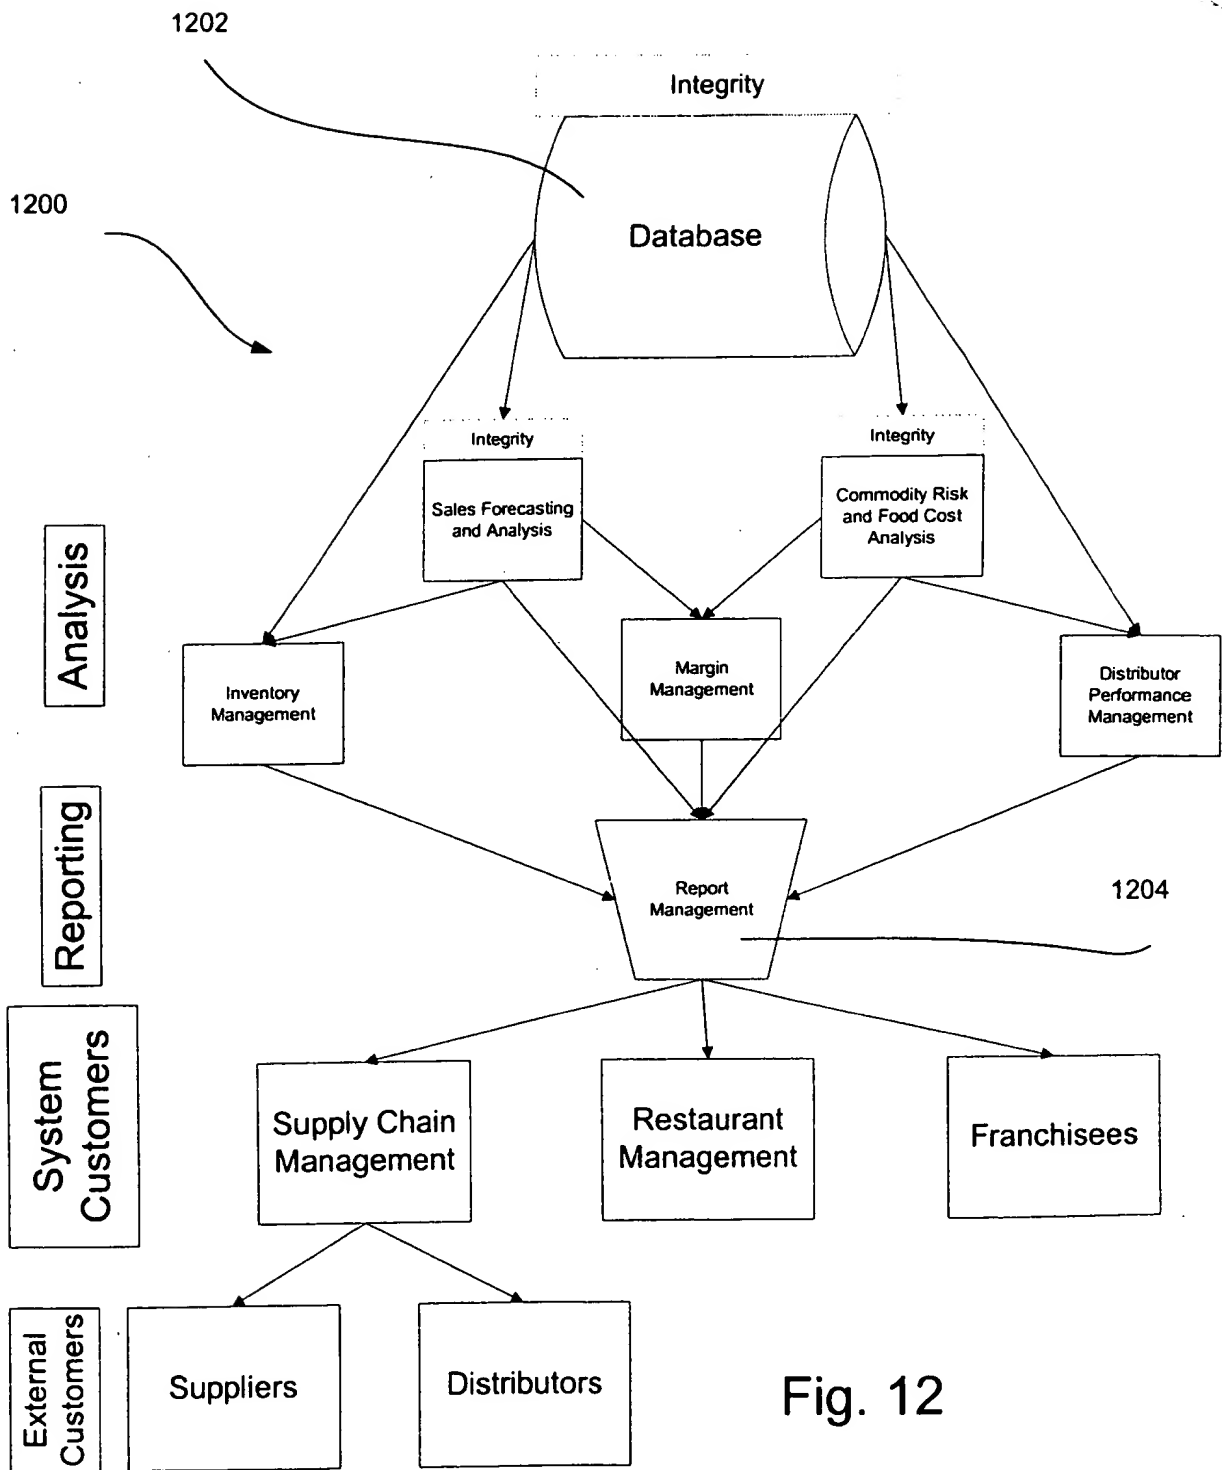 1202
Integrity
1200
Database
Integrity
Integrity
Sales Forecasting
and Analysis
Commodity Risk
and Food Cost
Analysis
Analysis
Inventory
Management
Margin
Management
Distributor
Performance
Management
Reporting
Report
Management
1204
System
Customers
Supply Chain
Management
Restaurant
Management
Franchisees
External
Customers
Suppliers
Distributors
Fig. 12